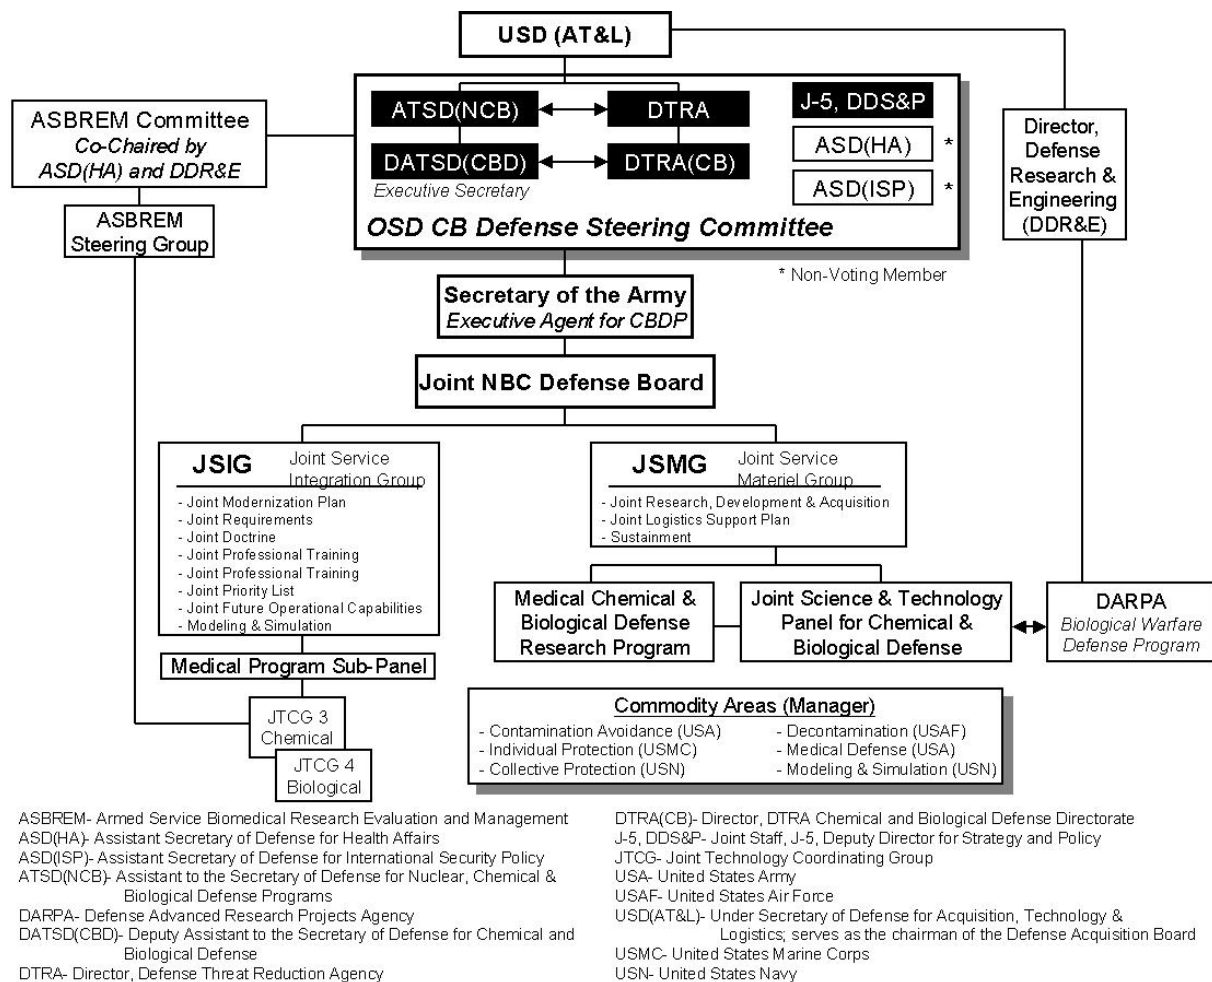 USD (AT&L)
ATSD(NCB)
DTRA
J-5, DDS&P
DATSD(CBD)
DTRA(CB)
ASD(HA)
*
ASD(ISP)
*
Executive Secretary
OSD CB Defense Steering Committee
* Non-Voting Member
ASBREM Committee
Co-Chaired by
ASD(HA) and DDR&E
ASBREM
Steering Group
Director,
Defense
Research &
Engineering
(DDR&E)
Secretary of the Army
Executive Agent for CBDP
Joint NBC Defense Board
JSIG
Joint Service
Integration Group
- Joint Modernization Plan
- Joint Requirements
- Joint Doctrine
- Joint Professional Training
- Joint Professional Training
- Joint Priority List
- Joint Future Operational Capabilities
- Modeling & Simulation
JSMG
Joint Service
Materiel Group
- Joint Research, Development & Acquisition
- Joint Logistics Support Plan
- Sustainment
Medical Program Sub-Panel
JTCG 3
Chemical
JTCG 4
Biological
Medical Chemical &
Biological Defense
Research Program
Joint Science & Technology
Panel for Chemical &
Biological Defense
DARPA
Biological Warfare
Defense Program
Commodity Areas (Manager)
- Contamination Avoidance (USA)
- Individual Protection (USMC)
- Collective Protection (USN)
- Decontamination (USAF)
- Medical Defense (USA)
- Modeling & Simulation (USN)
ASBREM- Armed Service Biomedical Research Evaluation and Management
ASD(HA)- Assistant Secretary of Defense for Health Affairs
ASD(ISP)- Assistant Secretary of Defense for International Security Policy
ATSD(NCB)- Assistant to the Secretary of Defense for Nuclear, Chemical &
Biological Defense Programs
DARPA- Defense Advanced Research Projects Agency
DATSD(CBD)- Deputy Assistant to the Secretary of Defense for Chemical and
Biological Defense
DTRA- Director, Defense Threat Reduction Agency
DTRA(CB)- Director, DTRA Chemical and Biological Defense Directorate
J-5, DDS&P- Joint Staff, J-5, Deputy Director for Strategy and Policy
JTCG- Joint Technology Coordinating Group
USA- United States Army
USAF- United States Air Force
USD(AT&L)- Under Secretary of Defense for Acquisition, Technology &
Logistics; serves as the chairman of the Defense Acquisition Board
USMC- United States Marine Corps
USN- United States Navy